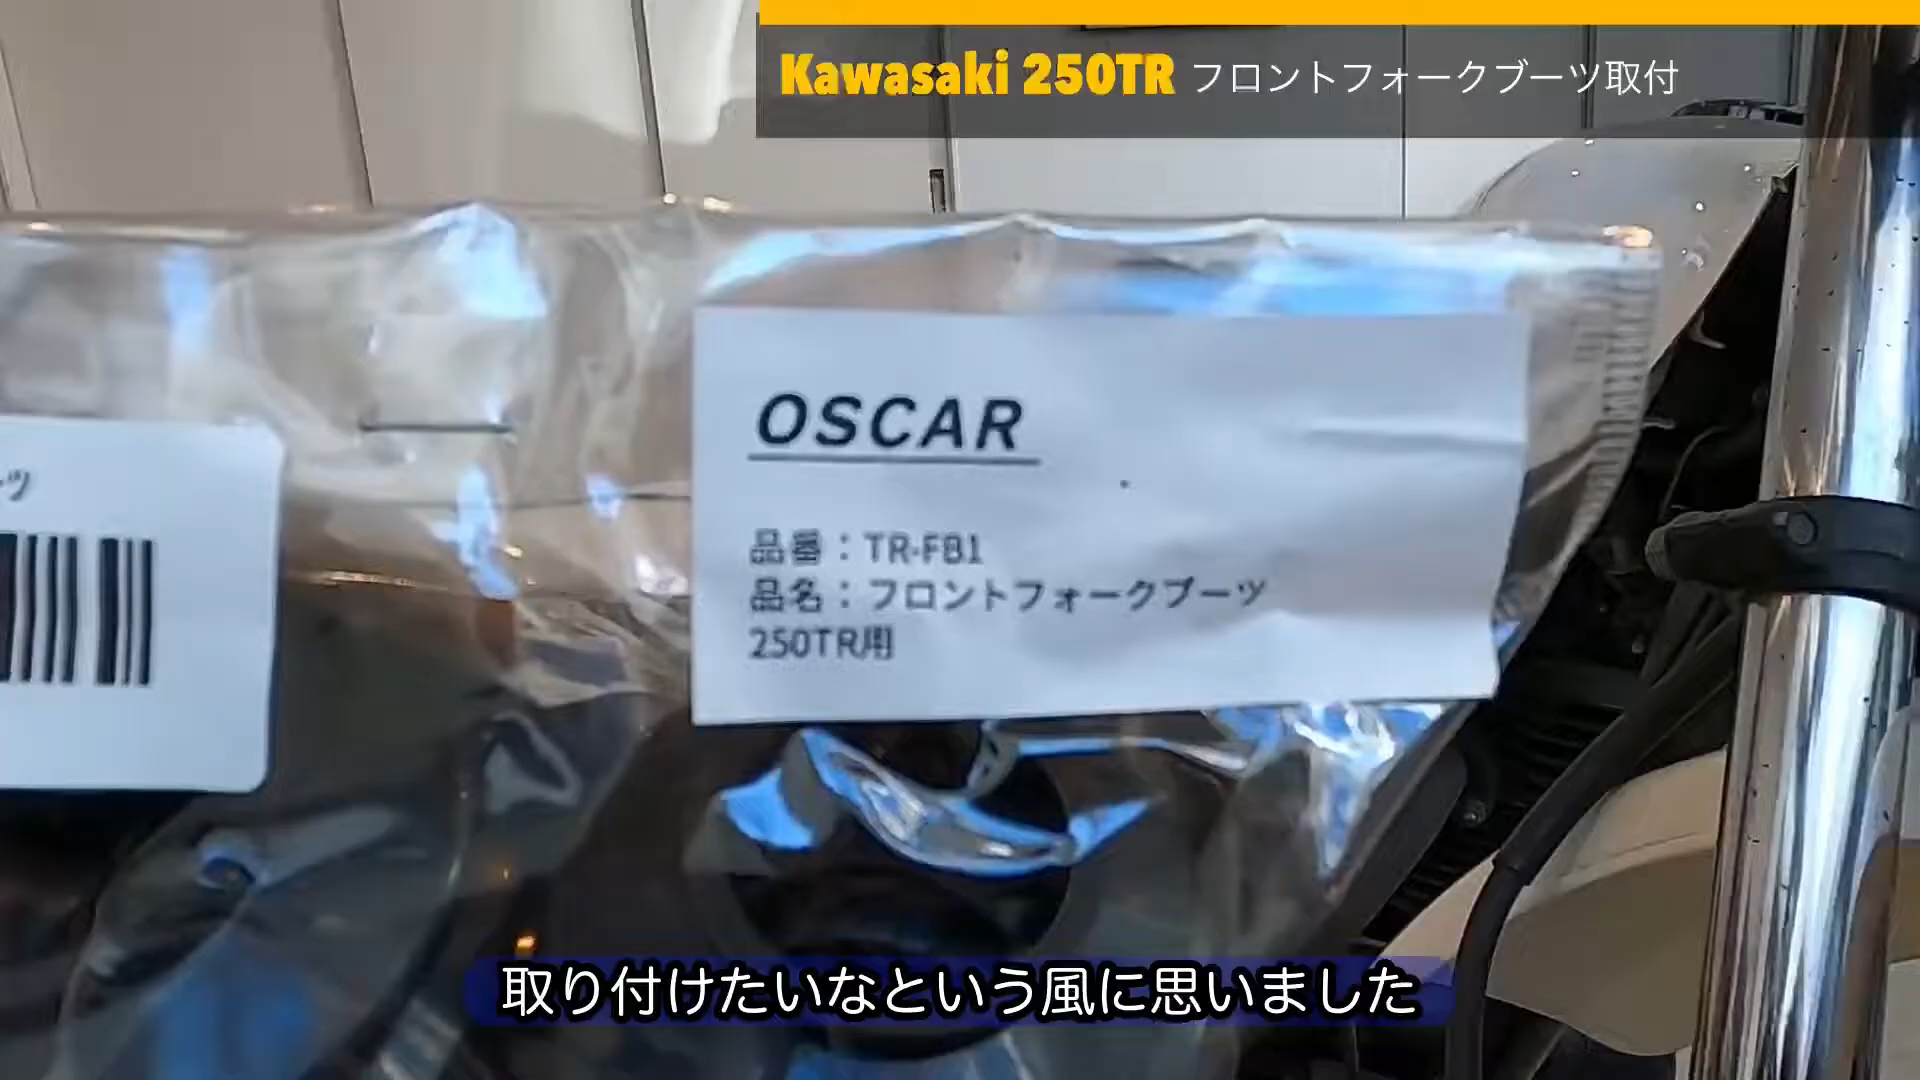 Kawasaki 250TR フロントフォークブーツ取付
OSCAR
品番：TR-FB1
品名：フロントフォークブーツ
250TR用
ーツ
取り付けたいなという風に思いました